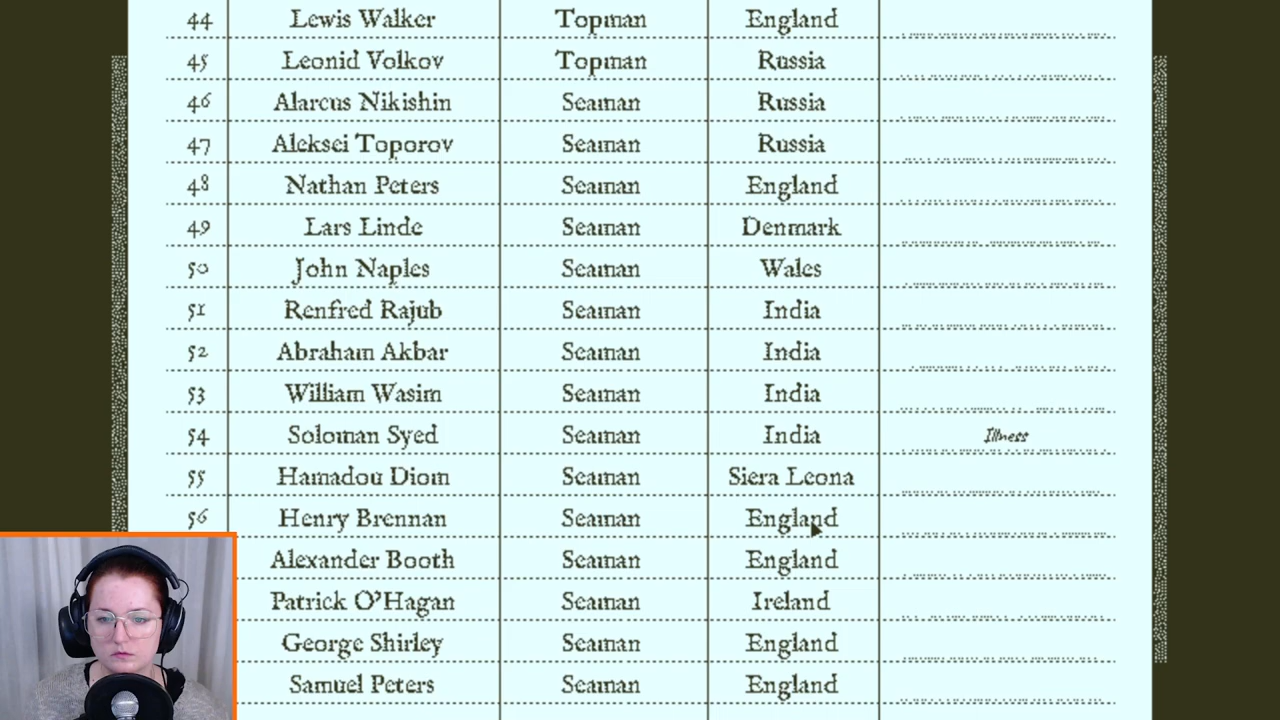 44 Lewis Walker Topman England
45 Leonid Volkov Topman Russia
46 Alarcus Nikishin Seaman Russia
47 Aleksei Toporov Seaman Russia
48 Nathan Peters Seaman England
49 Lars Linde Seaman Denmark
50 John Naples Seaman Wales
51 Renfred Rajub Seaman India
52 Abraham Akbar Seaman India
53 William Wasim Seaman India
54 Soloman Syed Seaman India Illness
55 Hamadou Diom Seaman Siera Leona
56 Henry Brennan Seaman England
Alexander Booth Seaman England
Patrick O'Hagan Seaman Ireland
George Shirley Seaman England
Samuel Peters Seaman England